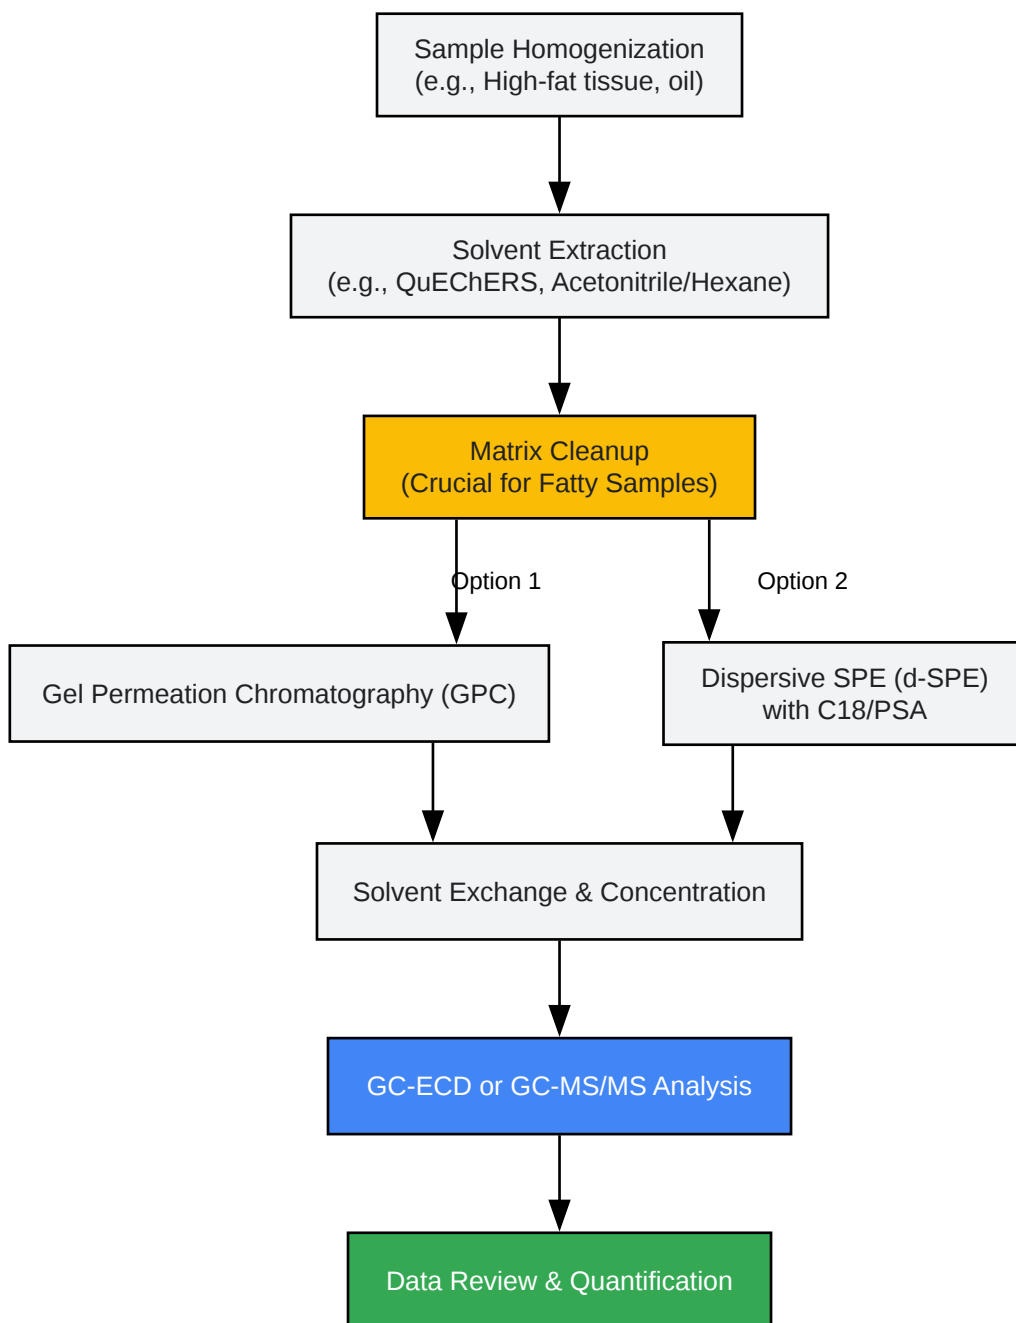 Sample Homogenization
(e.g., High-fat tissue, oil)
Solvent Extraction
(e.g., QuEChERS, Acetonitrile/Hexane)
Matrix Cleanup
(Crucial for Fatty Samples)
Option 1
Option 2
Gel Permeation Chromatography (GPC)
Dispersive SPE (d-SPE)
with C18/PSA
Solvent Exchange & Concentration
GC-ECD or GC-MS/MS Analysis
Data Review & Quantification